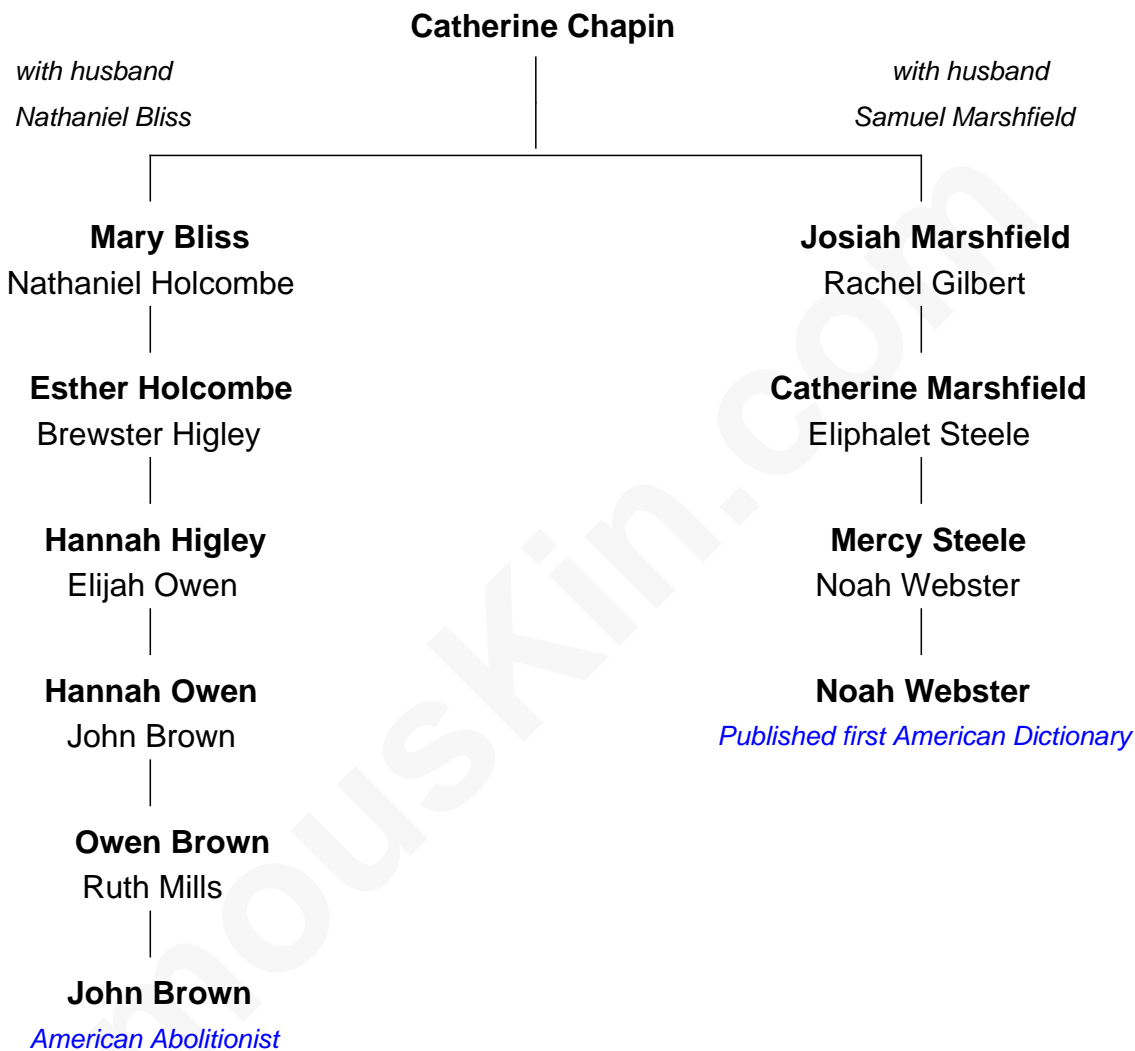 Catherine Chapin
with husband
Nathaniel Bliss
with husband
Samuel Marshfield
Mary Bliss
Nathaniel Holcombe
Josiah Marshfield
Rachel Gilbert
Esther Holcombe
Brewster Higley
Catherine Marshfield
Eliphalet Steele
Hannah Higley
Elijah Owen
Mercy Steele
Noah Webster
Hannah Owen
John Brown
Noah Webster
Published first American Dictionary
Owen Brown
Ruth Mills
John Brown
American Abolitionist
mouskin.com